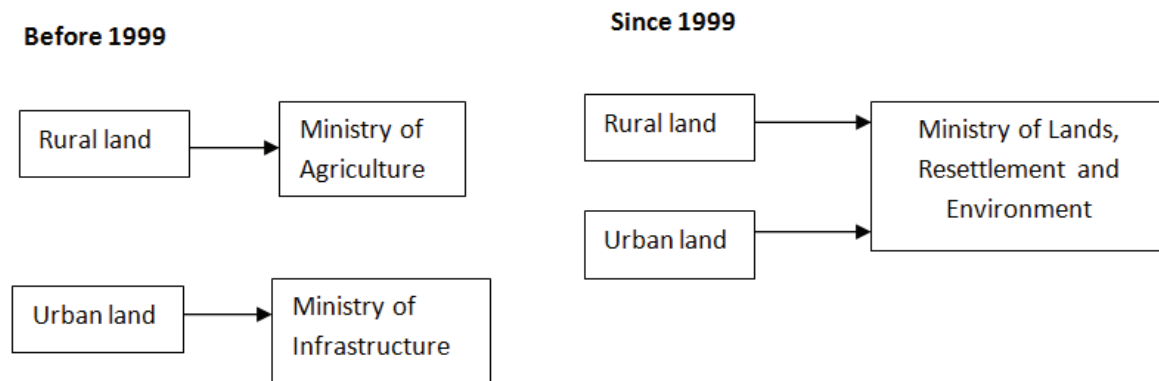 Before 1999
Rural land
Ministry of
Agriculture
Urban land
Ministry of
Infrastructure
Since 1999
Rural land
Urban land
Ministry of Lands,
Resettlement and
Environment